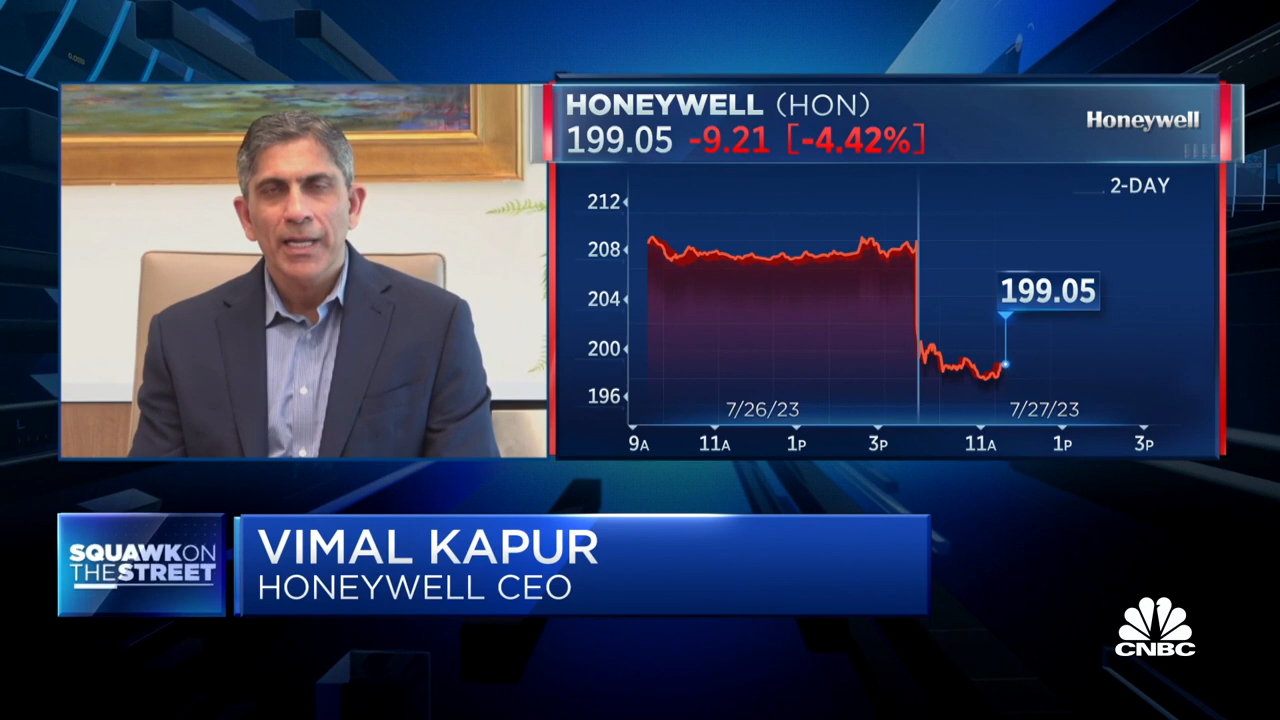 HONEYWELL (HON)
199.05 -9.21 [-4.42%]
Honeywell
2-DAY
212
208
204
200
196
199.05
7/26/23
7/27/23
9A 11A 1P 3P 11A 1P 3P
SQUAWK ON
THE STREET
VIMAL KAPUR
HONEYWELL CEO
CNBC